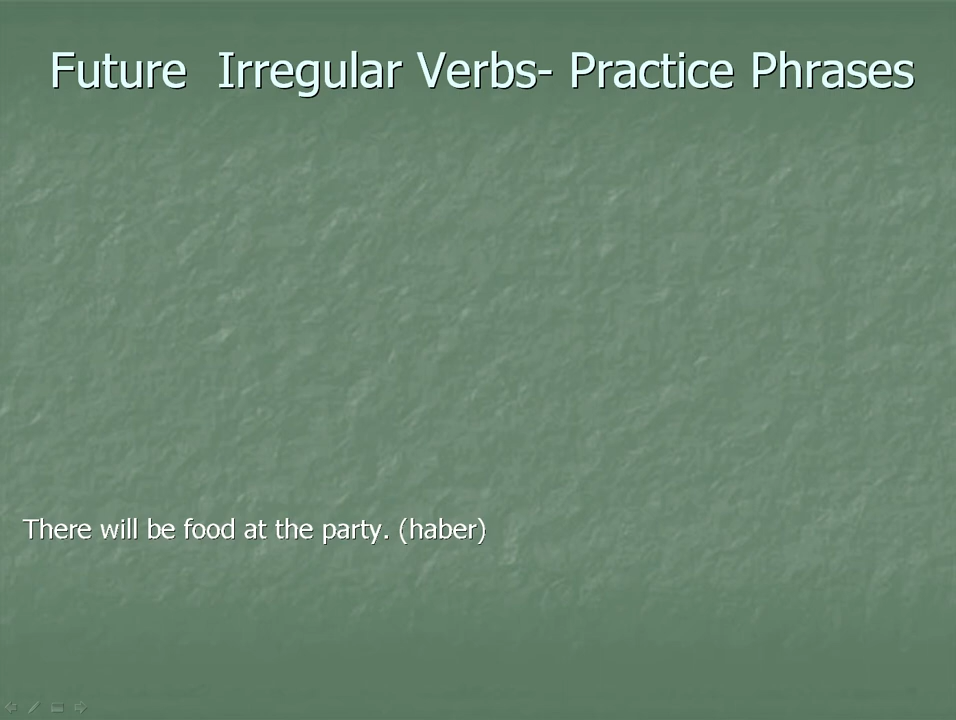 Future  Irregular Verbs- Practice Phrases
There will be food at the party. (haber)